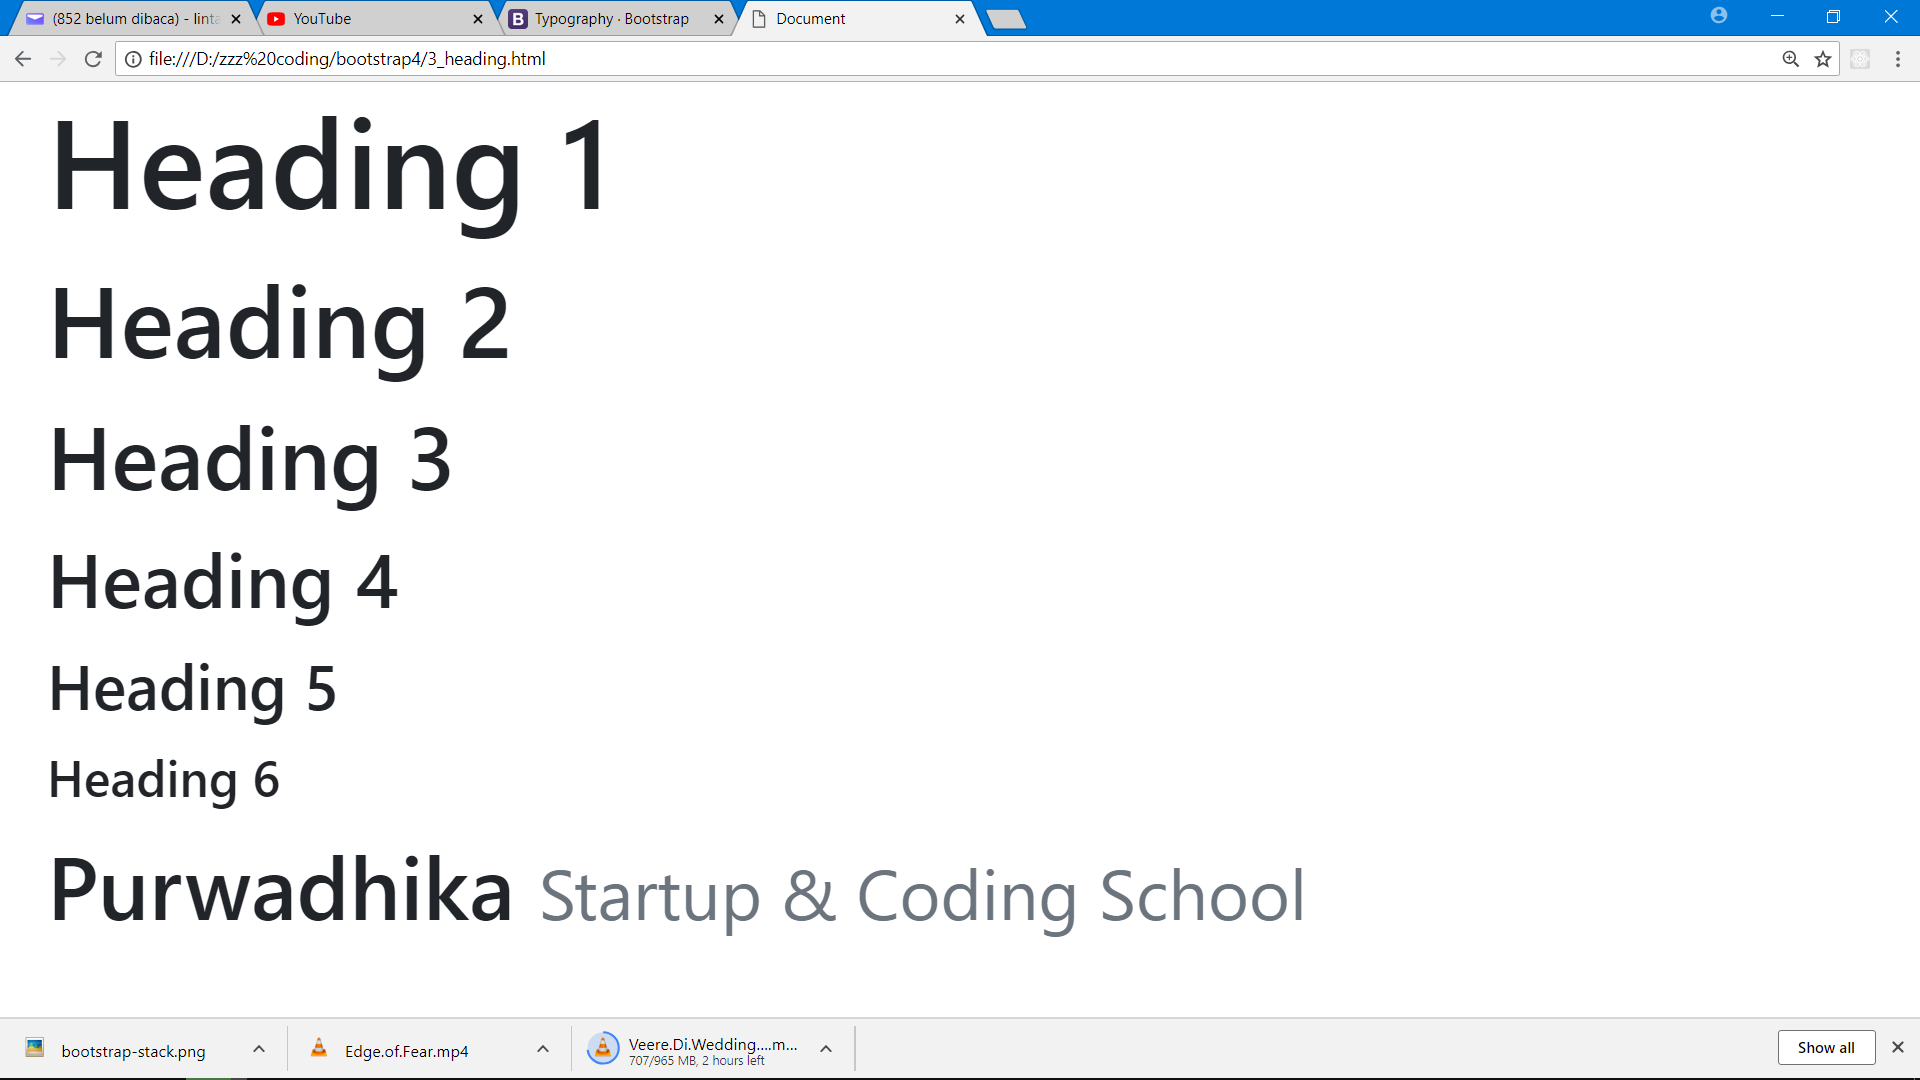 (852 belum dibaca) - linta
YouTube
Typography · Bootstrap
Document
file:///D:/zzz%20coding/bootstrap4/3_heading.html
Heading 1
Heading 2
Heading 3
Heading 4
Heading 5
Heading 6
Purwadhika Startup & Coding School
bootstrap-stack.png
Edge.of.Fear.mp4
Veere.Di.Wedding....m...
707/965 MB, 2 hours left
Show all